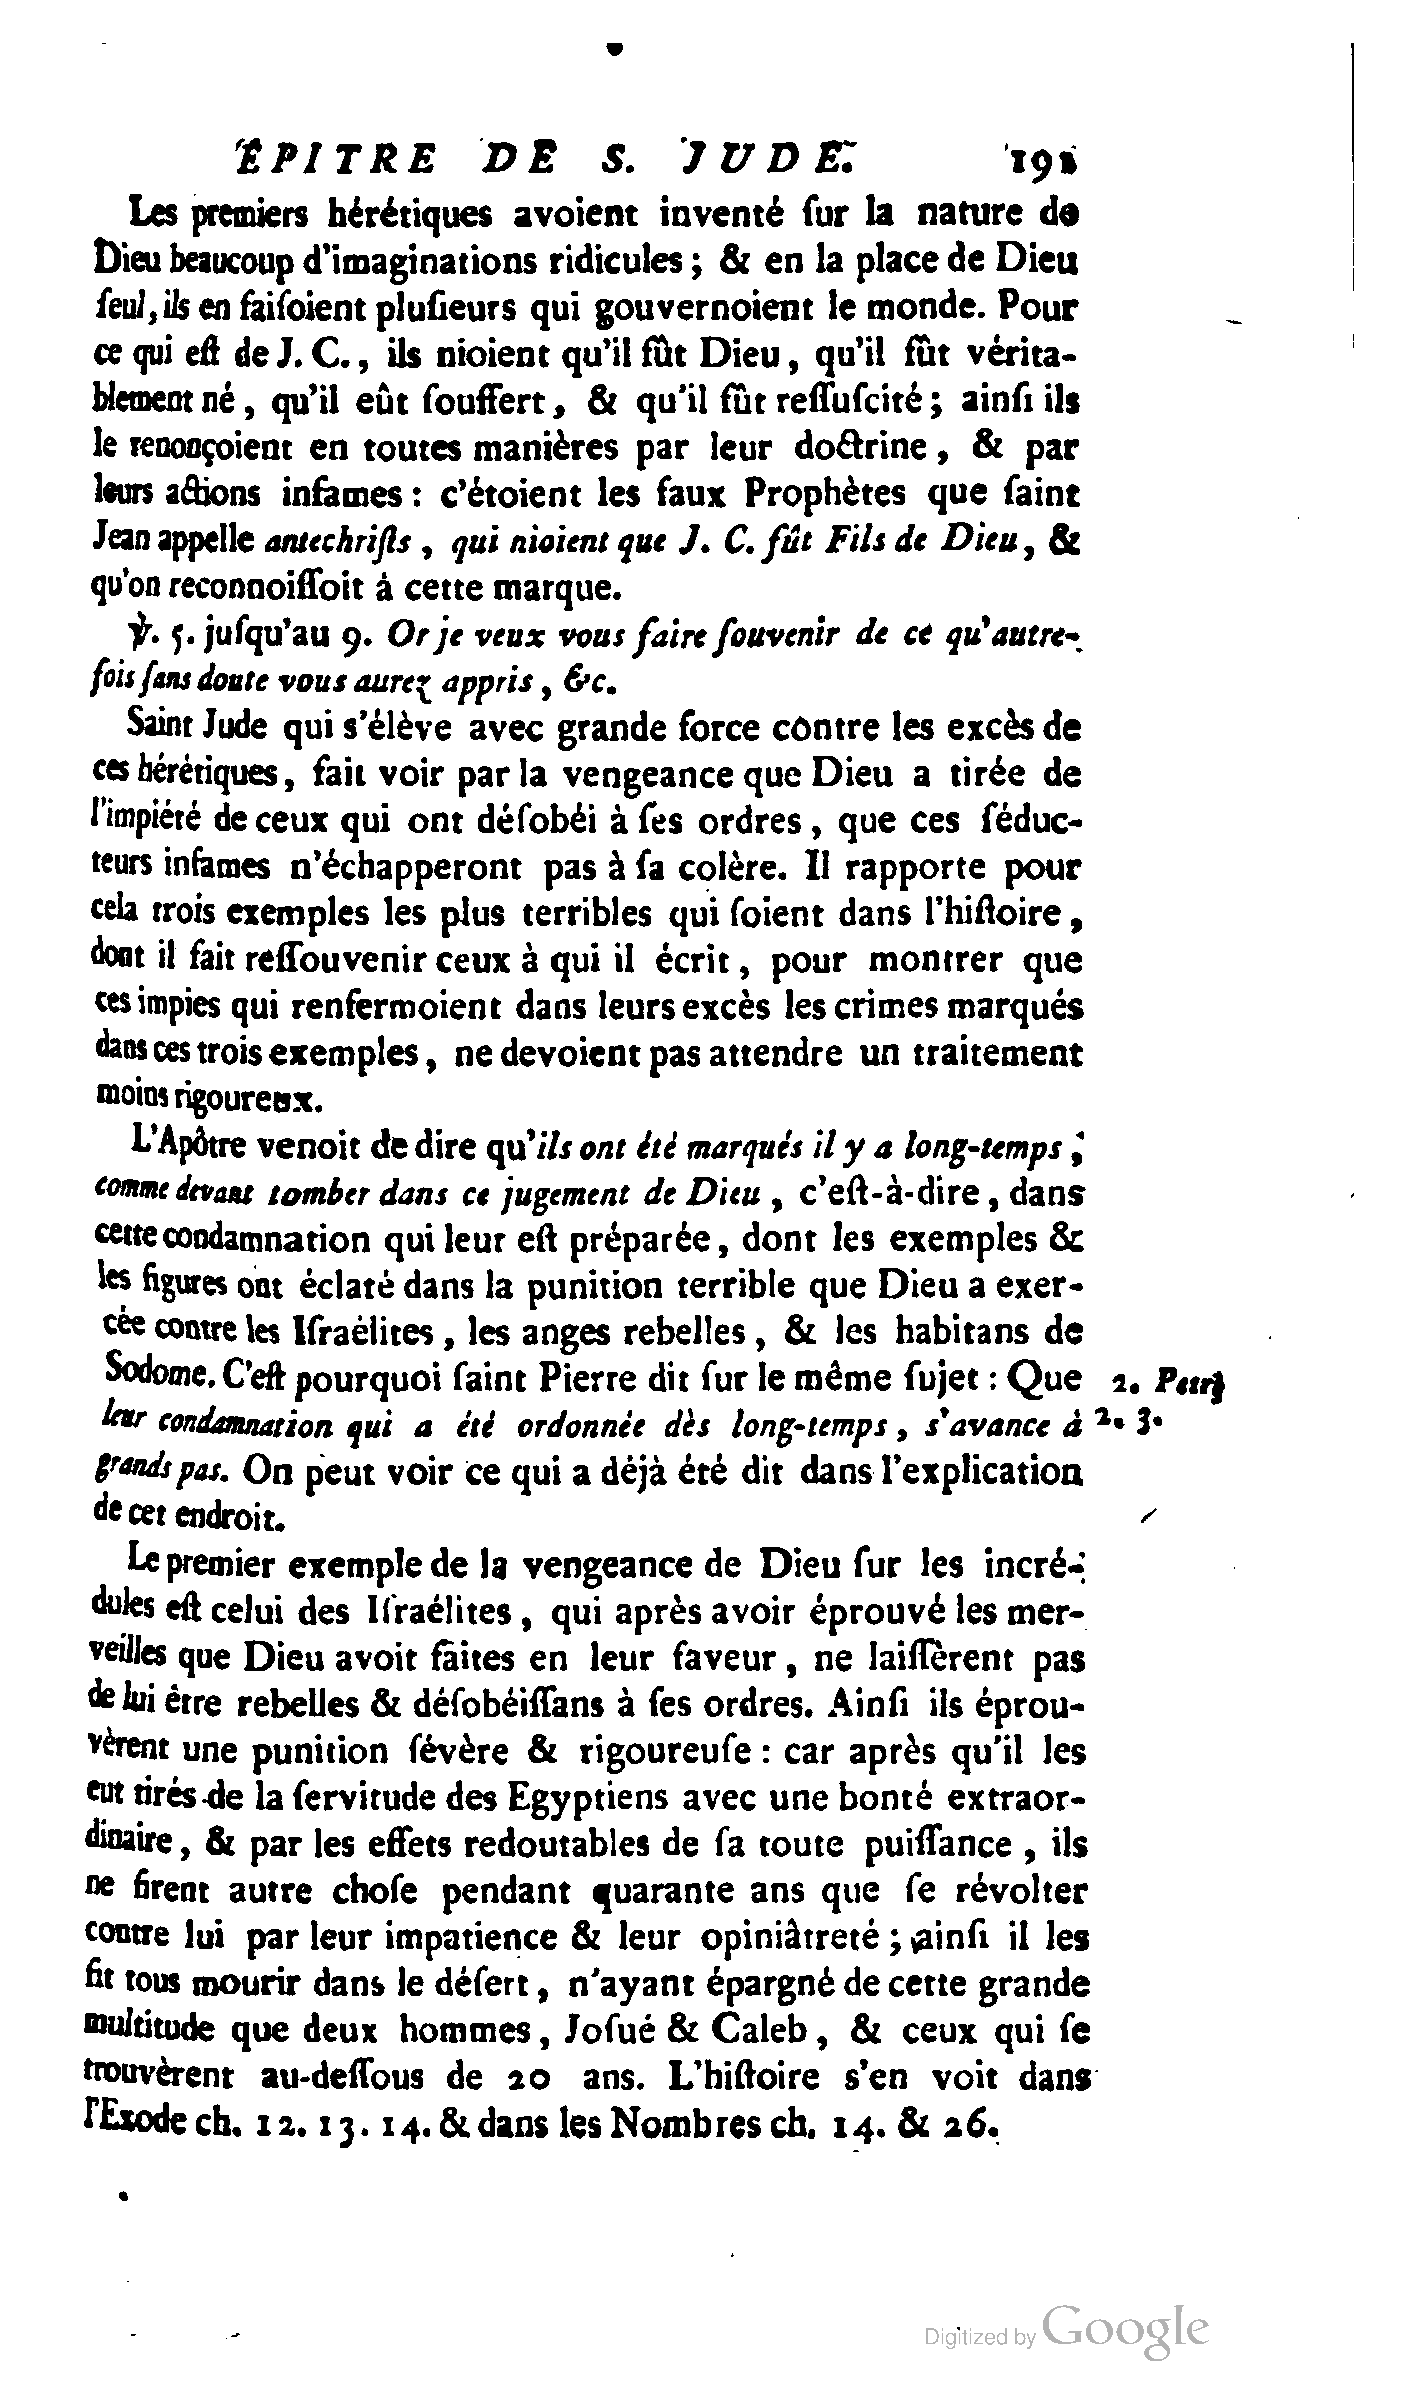 ÉPITRE DE S. JUDE. 191
Les premiers hérétiques avoient inventé ſur la nature de
Dieu beaucoup d'imaginations ridicules ; & en la place de Dieu
ſeul, ils en faiſoient pluſieurs qui gouvernoient le monde. Pour
ce qui eſt de J. C., ils nioient qu'il fût Dieu, qu'il fût vérita-
blement né, qu'il eût ſouffert, & qu'il fût reſſuſcité ; ainſi ils
le renonçoient en toutes manières par leur doctrine, & par
leurs actions infames : c'étoient les faux Prophètes que ſaint
Jean appelle antechriſts, qui nioient que J. C. fût Fils de Dieu, &
qu'on reconnoiſſoit à cette marque.
℣. 5. juſqu'au 9. Or je veux vous faire ſouvenir de ce qu'autre-
fois ſans doute vous aurez appris, &c.
Saint Jude qui s'élève avec grande force contre les excès de
ces hérétiques, fait voir par la vengeance que Dieu a tirée de
l'impiété de ceux qui ont déſobéi à ſes ordres, que ces ſéduc-
teurs infames n'échapperont pas à ſa colère. Il rapporte pour
cela trois exemples les plus terribles qui ſoient dans l'hiſtoire,
dont il fait reſſouvenir ceux à qui il écrit, pour montrer que
ces impies qui renfermoient dans leurs excès les crimes marqués
dans ces trois exemples, ne devoient pas attendre un traitement
moins rigoureux.
L'Apôtre venoit de dire qu'ils ont été marqués il y a long-temps ;
comme devant tomber dans ce jugement de Dieu, c'eſt-à-dire, dans
cette condamnation qui leur eſt préparée, dont les exemples &
les figures ont éclaté dans la punition terrible que Dieu a exer-
cée contre les Iſraélites, les anges rebelles, & les habitans de
Sodome. C'eſt pourquoi ſaint Pierre dit ſur le même ſujet : Que 2. Petr.
leur condamnation qui a été ordonnée dès long-temps, s'avance à 2. 3.
grands pas. On peut voir ce qui a déjà été dit dans l'explication
de cet endroit.
Le premier exemple de la vengeance de Dieu ſur les incré-
dules eſt celui des Iſraélites, qui après avoir éprouvé les mer-
veilles que Dieu avoit faites en leur faveur, ne laiſſèrent pas
de lui être rebelles & déſobéiſſans à ſes ordres. Ainſi ils éprou-
vèrent une punition ſévère & rigoureuſe : car après qu'il les
eut tirés de la ſervitude des Egyptiens avec une bonté extraor-
dinaire, & par les effets redoutables de ſa toute puiſſance, ils
ne firent autre choſe pendant quarante ans que ſe révolter
contre lui par leur impatience & leur opiniâtreté ; ainſi il les
fit tous mourir dans le déſert, n'ayant épargné de cette grande
multitude que deux hommes, Joſué & Caleb, & ceux qui ſe
trouvèrent au-deſſous de 20 ans. L'hiſtoire s'en voit dans
l'Exode ch. 12. 13. 14. & dans les Nombres ch. 14. & 26.
Digitized by Google